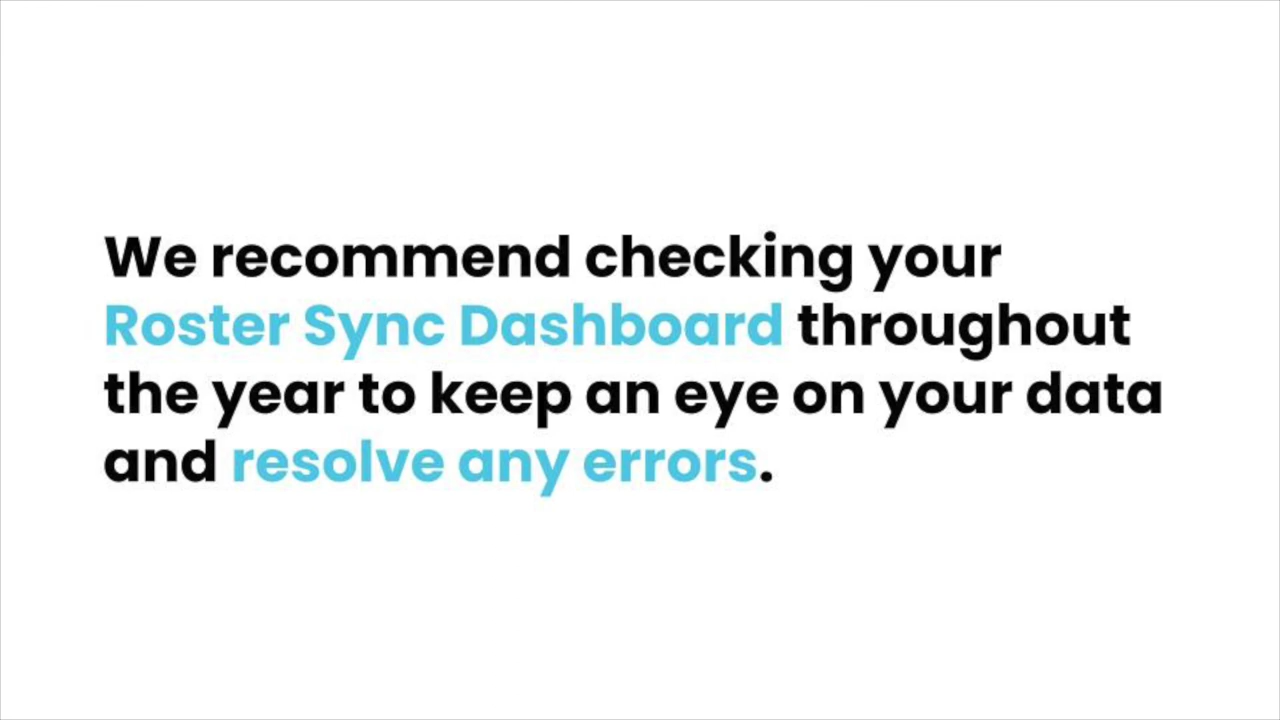 We recommend checking your
Roster Sync Dashboard throughout
the year to keep an eye on your data
and resolve any errors.